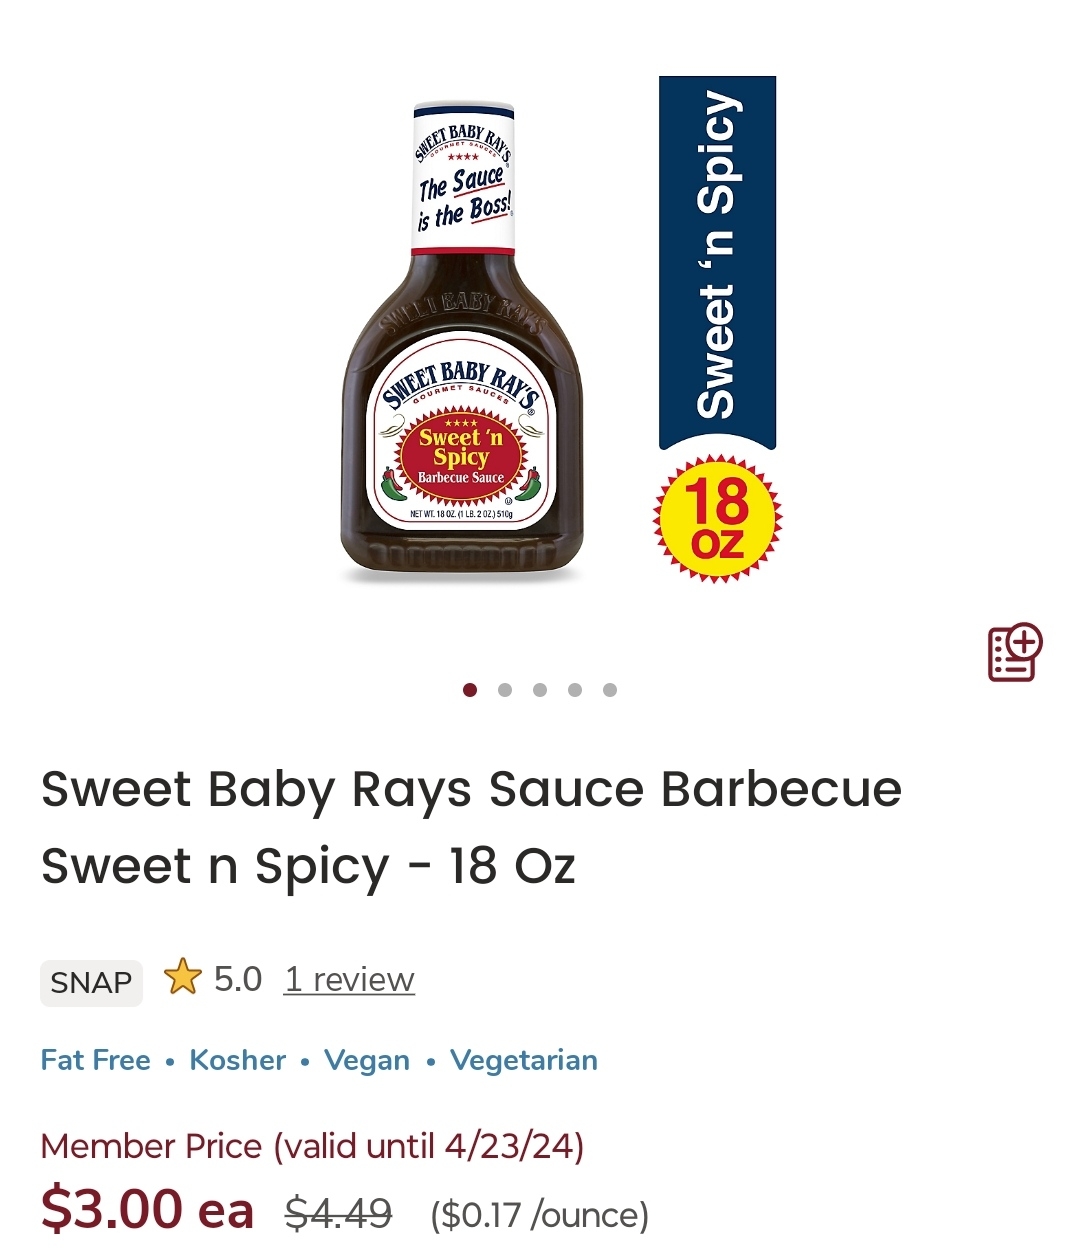 SWEET BABY RAY'S
GOURMET SAUCES
The Sauce
is the Boss!
SWEET BABY RAY'S
SWEET BABY RAY'S®
GOURMET SAUCES
Sweet 'n
Spicy
Barbecue Sauce
NET WT. 18 OZ. (1 LB. 2 OZ.) 510g
Sweet ‘n Spicy
18
OZ
Sweet Baby Rays Sauce Barbecue
Sweet n Spicy - 18 Oz
SNAP 5.0 1 review
Fat Free • Kosher • Vegan • Vegetarian
Member Price (valid until 4/23/24)
$3.00 ea $4.49 ($0.17 /ounce)